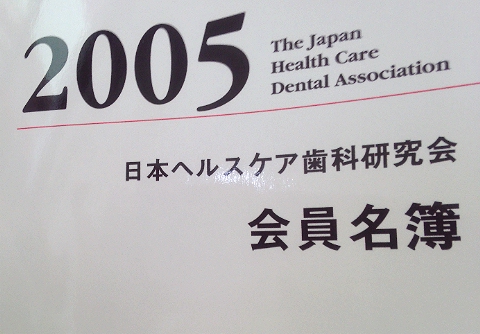 2005
The Japan
Health Care
Dental Association
日本ヘルスケア歯科研究会
会員名簿